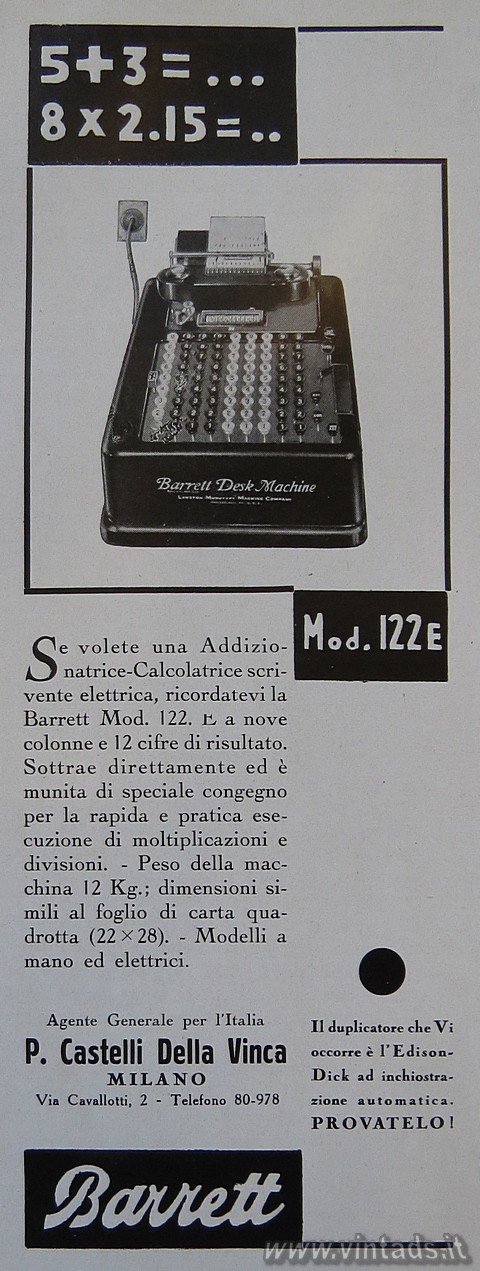 5+3=...
8x2.15=..
Barrett Desk Machine
Lanston Monotype Machine Company
Mod. 122E
Se volete una Addizio-
natrice-Calcolatrice scri-
vente elettrica, ricordatevi la
Barrett Mod. 122. E a nove
colonne e 12 cifre di risultato.
Sottrae direttamente ed è
munita di speciale congegno
per la rapida e pratica ese-
cuzione di moltiplicazioni e
divisioni. - Peso della mac-
china 12 Kg.; dimensioni si-
mili al foglio di carta qua-
drotta (22×28). - Modelli a
mano ed elettrici.
Agente Generale per l'Italia
P. Castelli Della Vinca
MILANO
Via Cavallotti, 2 - Telefono 80-978
Il duplicatore che Vi
occorre è l'Edison-
Dick ad inchiostra-
zione automatica.
PROVATELO!
Barrett
www.vintads.it